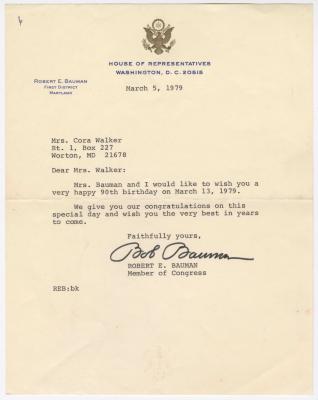 HOUSE OF REPRESENTATIVES
WASHINGTON, D. C. 20515
ROBERT E. BAUMAN
FIRST DISTRICT
MARYLAND
March 5, 1979
Mrs. Cora Walker
Rt. 1, Box 227
Worton, MD 21678
Dear Mrs. Walker:
Mrs. Bauman and I would like to wish you a
very happy 90th birthday on March 13, 1979.
We give you our congratulations on this
special day and wish you the very best in years
to come.
Faithfully yours,
Bob Bauman
ROBERT E. BAUMAN
Member of Congress
REB:bk